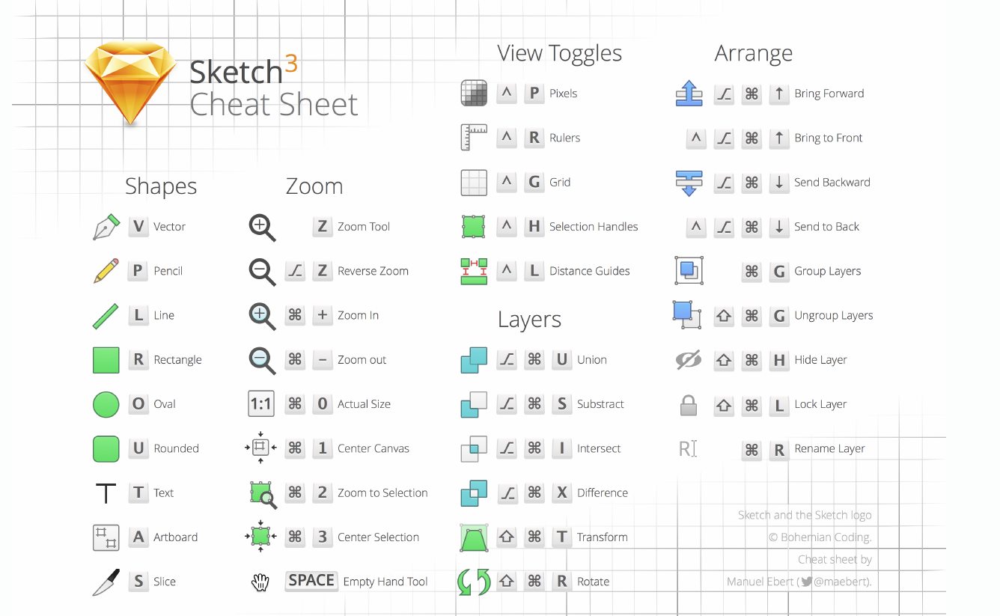 Sketch3
Cheat Sheet
Shapes
V Vector
P Pencil
L Line
R Rectangle
O Oval
U Rounded
T T Text
A Artboard
S Slice
Zoom
Z Zoom Tool
⌥ Z Reverse Zoom
⌘ + Zoom In
⌘ – Zoom out
1:1 ⌘ 0 Actual Size
⌘ 1 Center Canvas
⌘ 2 Zoom to Selection
⌘ 3 Center Selection
SPACE Empty Hand Tool
View Toggles
^ P Pixels
^ R Rulers
^ G Grid
^ H Selection Handles
^ L Distance Guides
Layers
⌥ ⌘ U Union
⌥ ⌘ S Substract
⌥ ⌘ I Intersect
⌥ ⌘ X Difference
⇧ ⌘ T Transform
⇧ ⌘ R Rotate
Arrange
⌥ ⌘ ↑ Bring Forward
^ ⌥ ⌘ ↑ Bring to Front
⌥ ⌘ ↓ Send Backward
^ ⌥ ⌘ ↓ Send to Back
⌘ G Group Layers
⇧ ⌘ G Ungroup Layers
⇧ ⌘ H Hide Layer
⇧ ⌘ L Lock Layer
R ⌘ R Rename Layer
Sketch and the Sketch logo
© Bohemian Coding.
Cheat sheet by
Manuel Ebert (@maebert).